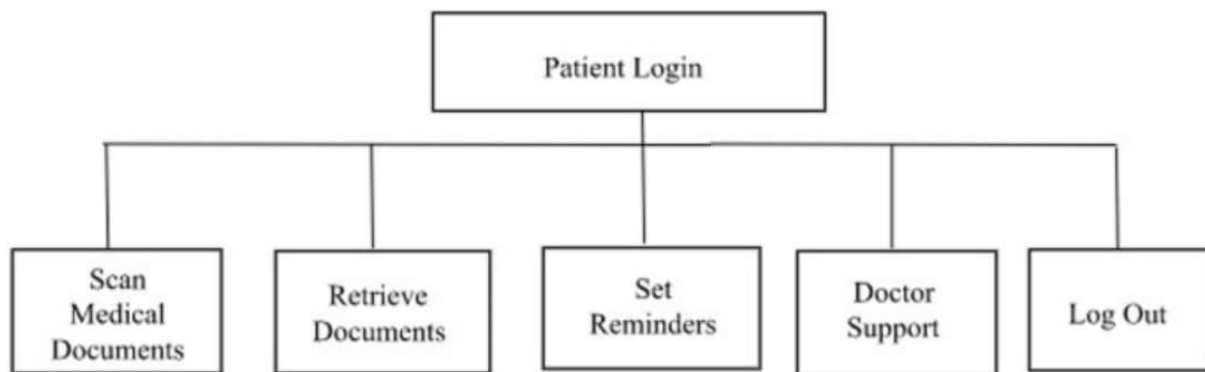 Patient Login
Scan
Medical
Documents
Retrieve
Documents
Set
Reminders
Doctor
Support
Log Out